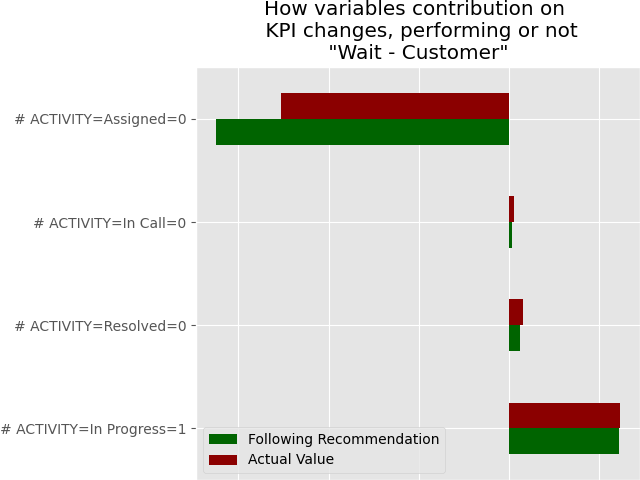 How variables contribution on
KPI changes, performing or not
"Wait - Customer"
# ACTIVITY=Assigned=0
# ACTIVITY=In Call=0
# ACTIVITY=Resolved=0
# ACTIVITY=In Progress=1
Following Recommendation
Actual Value